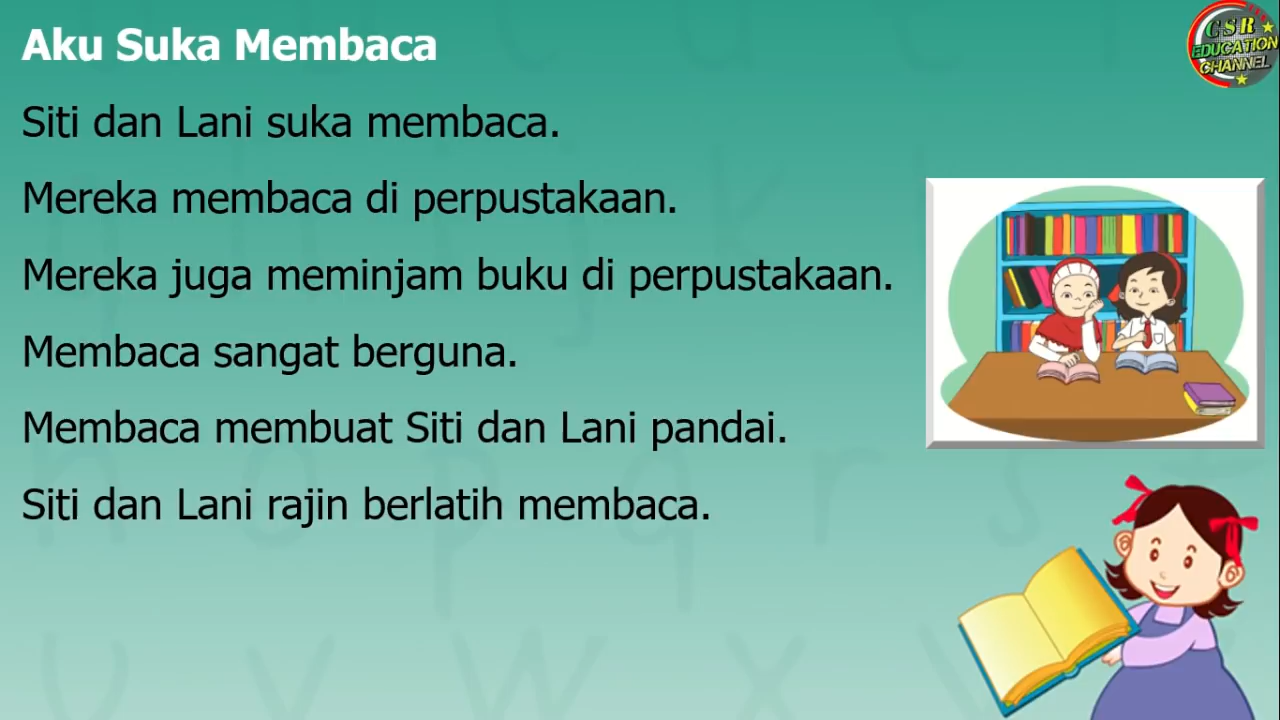 Aku Suka Membaca
Siti dan Lani suka membaca.
Mereka membaca di perpustakaan.
Mereka juga meminjam buku di perpustakaan.
Membaca sangat berguna.
Membaca membuat Siti dan Lani pandai.
Siti dan Lani rajin berlatih membaca.
GSR
EDUCATION
CHANNEL